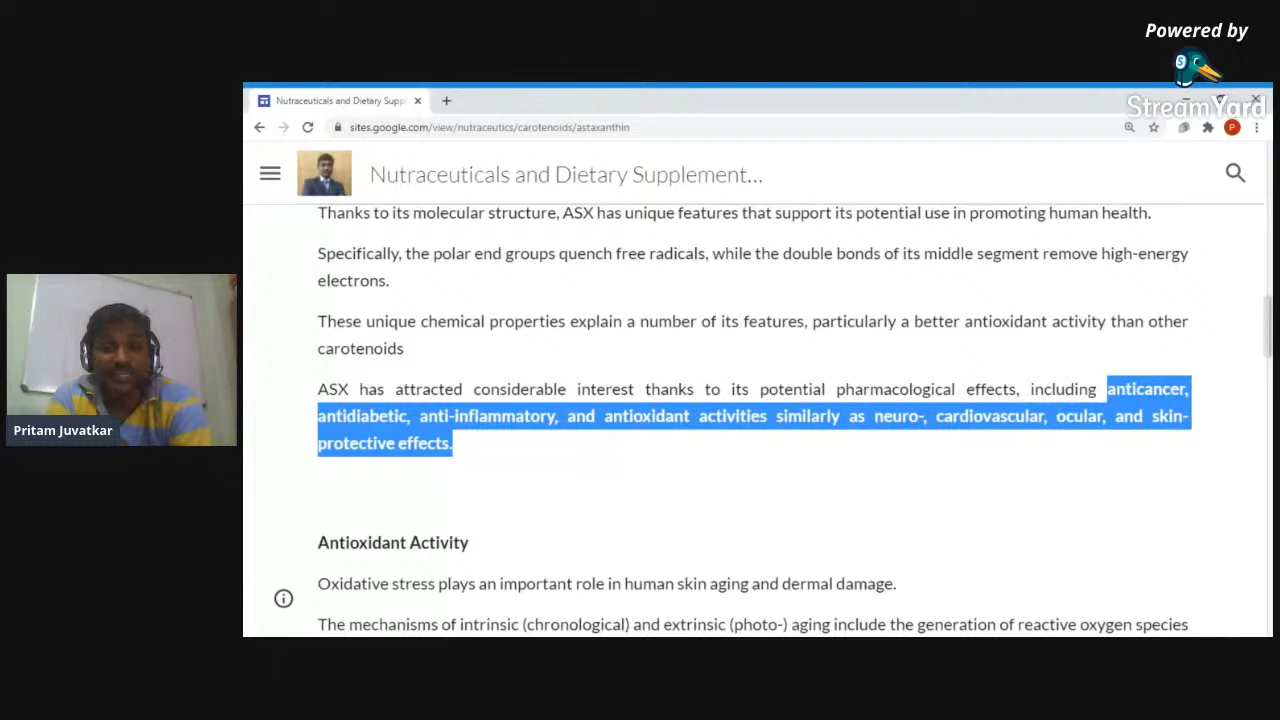 Powered by
StreamYard
Nutraceuticals and Dietary Supp
sites.google.com/view/nutraceutics/carotenoids/astaxanthin
P
Nutraceuticals and Dietary Supplement...
Thanks to its molecular structure, ASX has unique features that support its potential use in promoting human health.
Specifically, the polar end groups quench free radicals, while the double bonds of its middle segment remove high-energy
electrons.
These unique chemical properties explain a number of its features, particularly a better antioxidant activity than other
carotenoids
ASX has attracted considerable interest thanks to its potential pharmacological effects, including anticancer,
antidiabetic, anti-inflammatory, and antioxidant activities similarly as neuro-, cardiovascular, ocular, and skin-
protective effects.
Pritam Juvatkar
Antioxidant Activity
Oxidative stress plays an important role in human skin aging and dermal damage.
The mechanisms of intrinsic (chronological) and extrinsic (photo-) aging include the generation of reactive oxygen species